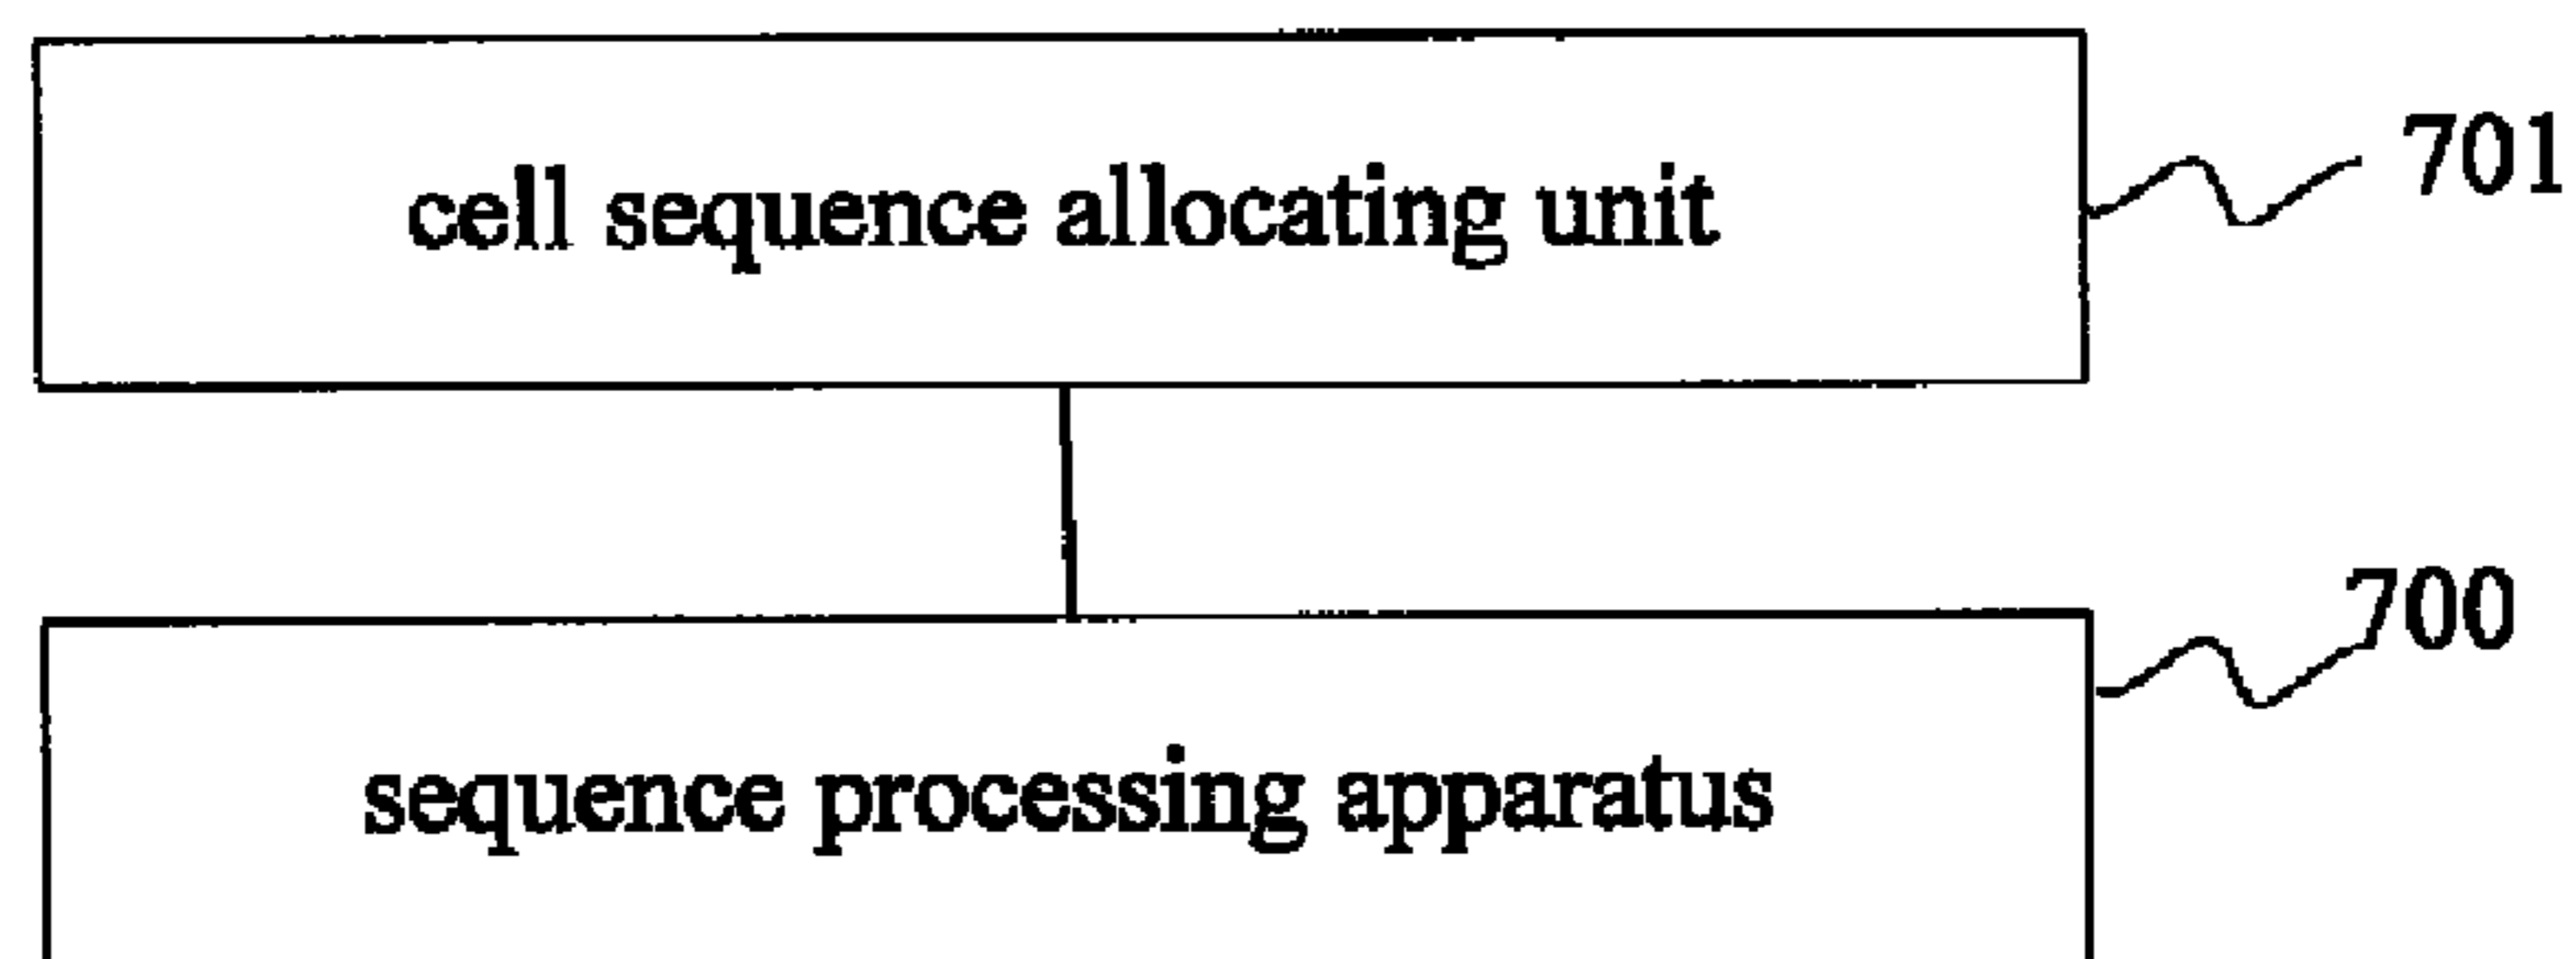 cell sequence allocating unit
701
700
sequence processing apparatus